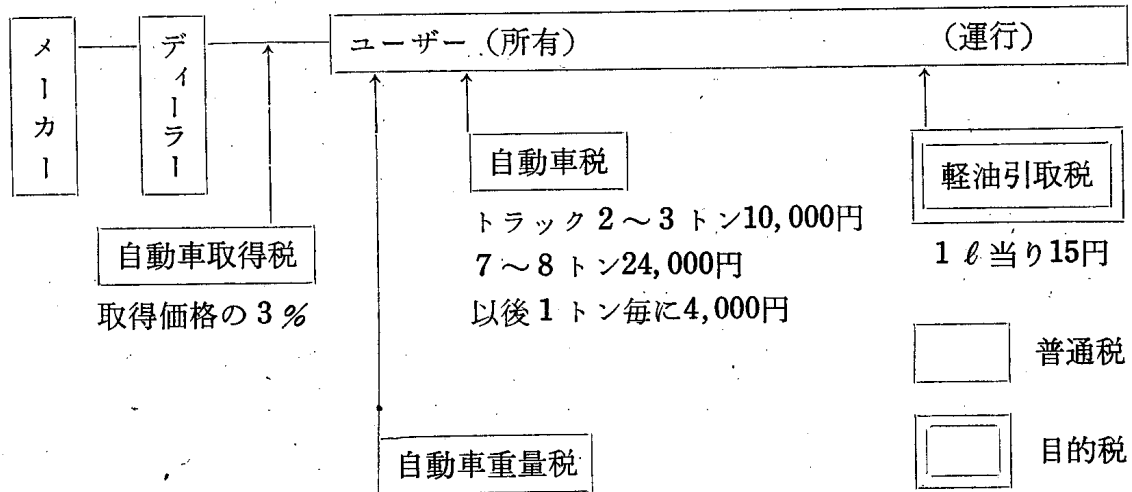 メーカー
ディーラー
ユーザー（所有）
（運行）
自動車税
軽油引取税
トラック2～3トン10,000円
7～8トン24,000円
以後1トン毎に4,000円
1ℓ当り15円
自動車取得税
取得価格の3％
普通税
目的税
自動車重量税